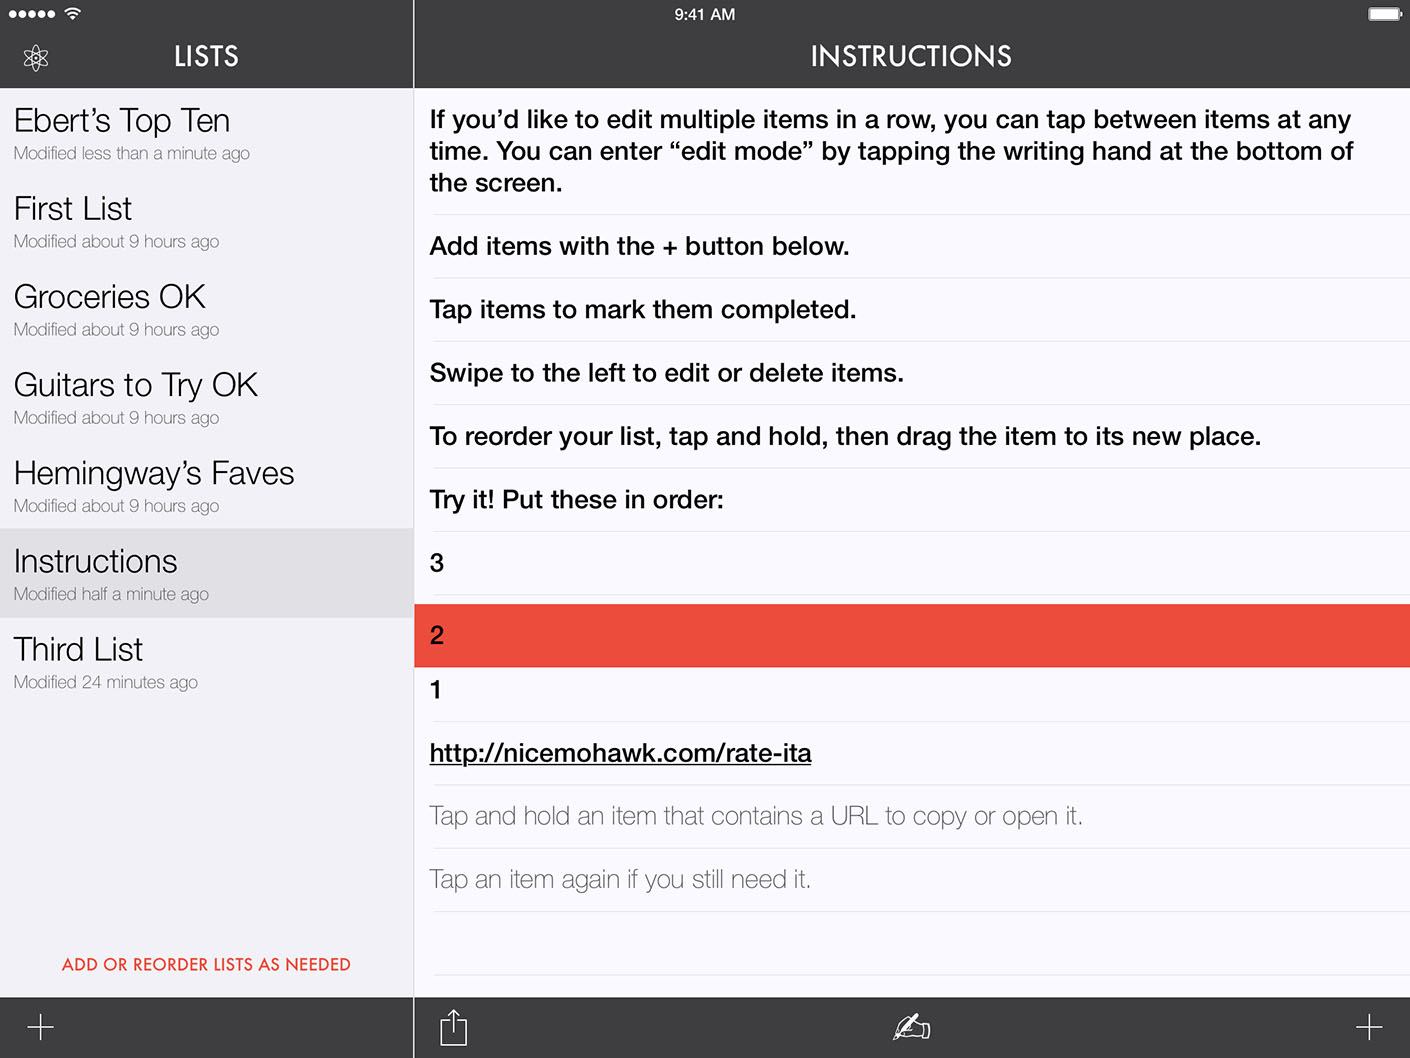 9:41 AM
LISTS
Ebert’s Top Ten
Modified less than a minute ago
First List
Modified about 9 hours ago
Groceries OK
Modified about 9 hours ago
Guitars to Try OK
Modified about 9 hours ago
Hemingway’s Faves
Modified about 9 hours ago
Instructions
Modified half a minute ago
Third List
Modified 24 minutes ago
ADD OR REORDER LISTS AS NEEDED
INSTRUCTIONS
If you’d like to edit multiple items in a row, you can tap between items at any
time. You can enter “edit mode” by tapping the writing hand at the bottom of
the screen.
Add items with the + button below.
Tap items to mark them completed.
Swipe to the left to edit or delete items.
To reorder your list, tap and hold, then drag the item to its new place.
Try it! Put these in order:
3
2
1
http://nicemohawk.com/rate-ita
Tap and hold an item that contains a URL to copy or open it.
Tap an item again if you still need it.